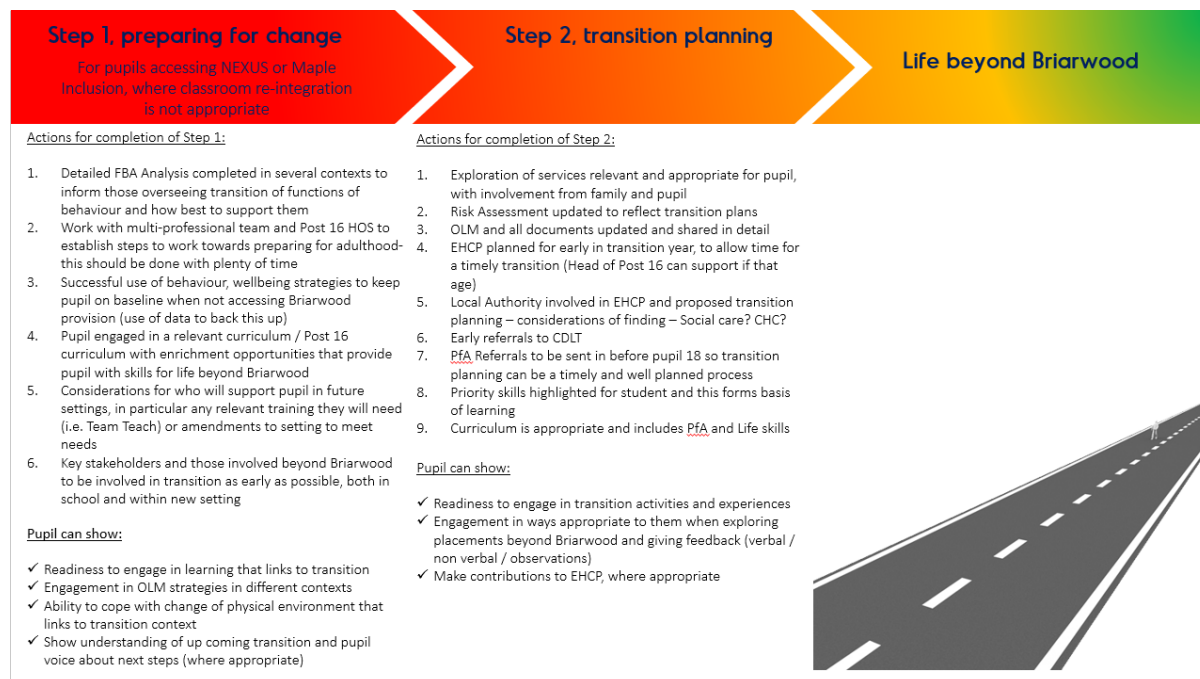 Step 1, preparing for change
For pupils accessing NEXUS or Maple
Inclusion, where classroom re-integration
is not appropriate
Step 2, transition planning
Life beyond Briarwood
Actions for completion of Step 1:
1. Detailed FBA Analysis completed in several contexts to
inform those overseeing transition of functions of
behaviour and how best to support them
2. Work with multi-professional team and Post 16 HOS to
establish steps to work towards preparing for adulthood-
this should be done with plenty of time
3. Successful use of behaviour, wellbeing strategies to keep
pupil on baseline when not accessing Briarwood
provision (use of data to back this up)
4. Pupil engaged in a relevant curriculum / Post 16
curriculum with enrichment opportunities that provide
pupil with skills for life beyond Briarwood
5. Considerations for who will support pupil in future
settings, in particular any relevant training they will need
(i.e. Team Teach) or amendments to setting to meet
needs
6. Key stakeholders and those involved beyond Briarwood
to be involved in transition as early as possible, both in
school and within new setting
Pupil can show:
✓ Readiness to engage in learning that links to transition
✓ Engagement in OLM strategies in different contexts
✓ Ability to cope with change of physical environment that
links to transition context
✓ Show understanding of up coming transition and pupil
voice about next steps (where appropriate)
Actions for completion of Step 2:
1. Exploration of services relevant and appropriate for pupil,
with involvement from family and pupil
2. Risk Assessment updated to reflect transition plans
3. OLM and all documents updated and shared in detail
4. EHCP planned for early in transition year, to allow time for
a timely transition (Head of Post 16 can support if that
age)
5. Local Authority involved in EHCP and proposed transition
planning – considerations of finding – Social care? CHC?
6. Early referrals to CDLT
7. PfA Referrals to be sent in before pupil 18 so transition
planning can be a timely and well planned process
8. Priority skills highlighted for student and this forms basis
of learning
9. Curriculum is appropriate and includes PfA and Life skills
Pupil can show:
✓ Readiness to engage in transition activities and experiences
✓ Engagement in ways appropriate to them when exploring
placements beyond Briarwood and giving feedback (verbal /
non verbal / observations)
✓ Make contributions to EHCP, where appropriate